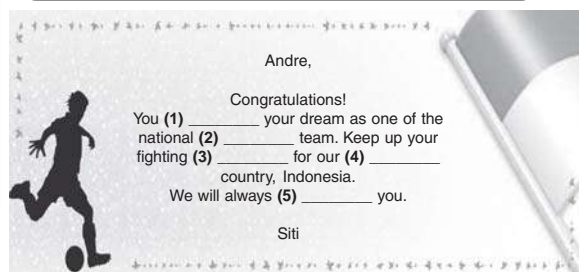 Andre,
Congratulations!
You (1) ________ your dream as one of the
national (2) ________ team. Keep up your
fighting (3) ________ for our (4) ________
country, Indonesia.
We will always (5) ________ you.
Siti